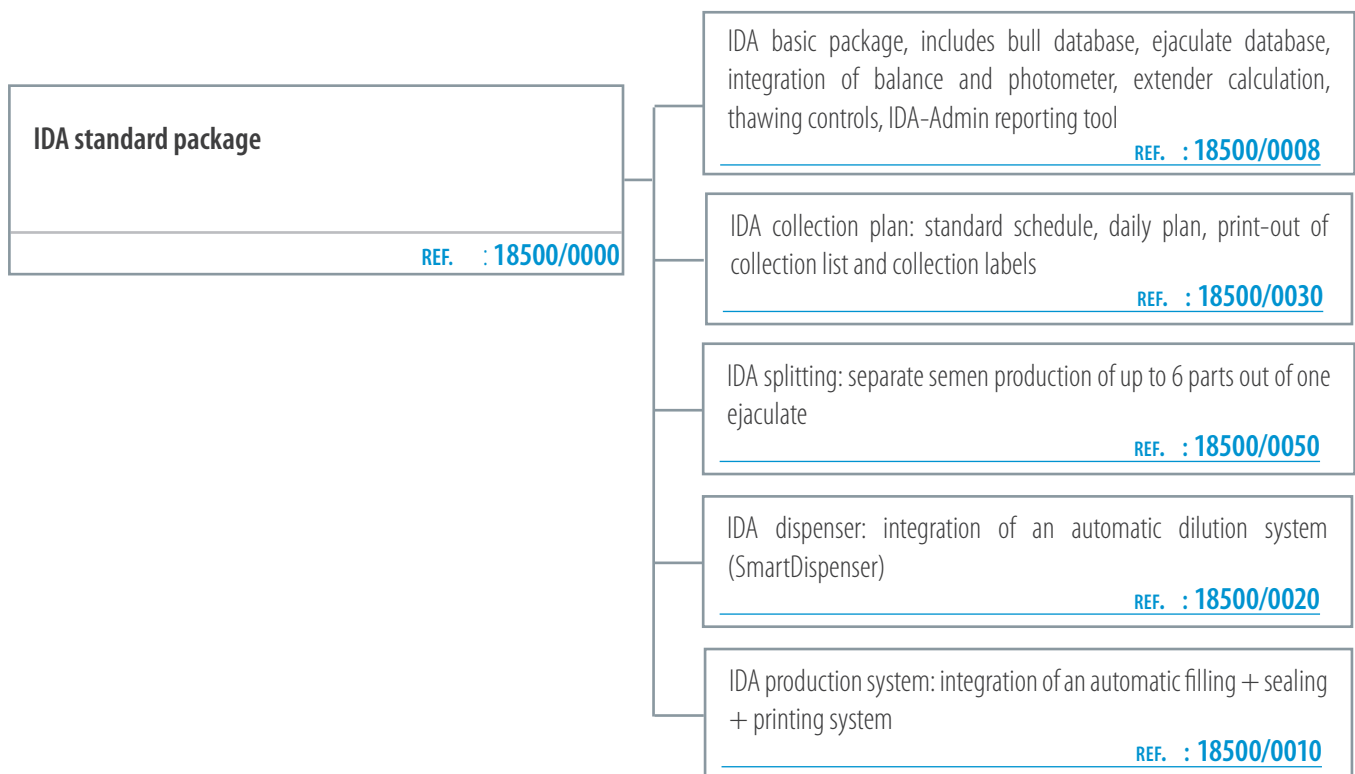 IDA standard package
REF. : 18500/0000
IDA basic package, includes bull database, ejaculate database,
integration of balance and photometer, extender calculation,
thawing controls, IDA-Admin reporting tool
REF. : 18500/0008
IDA collection plan: standard schedule, daily plan, print-out of
collection list and collection labels
REF. : 18500/0030
IDA splitting: separate semen production of up to 6 parts out of one
ejaculate
REF. : 18500/0050
IDA dispenser: integration of an automatic dilution system
(SmartDispenser)
REF. : 18500/0020
IDA production system: integration of an automatic filling + sealing
+ printing system
REF. : 18500/0010